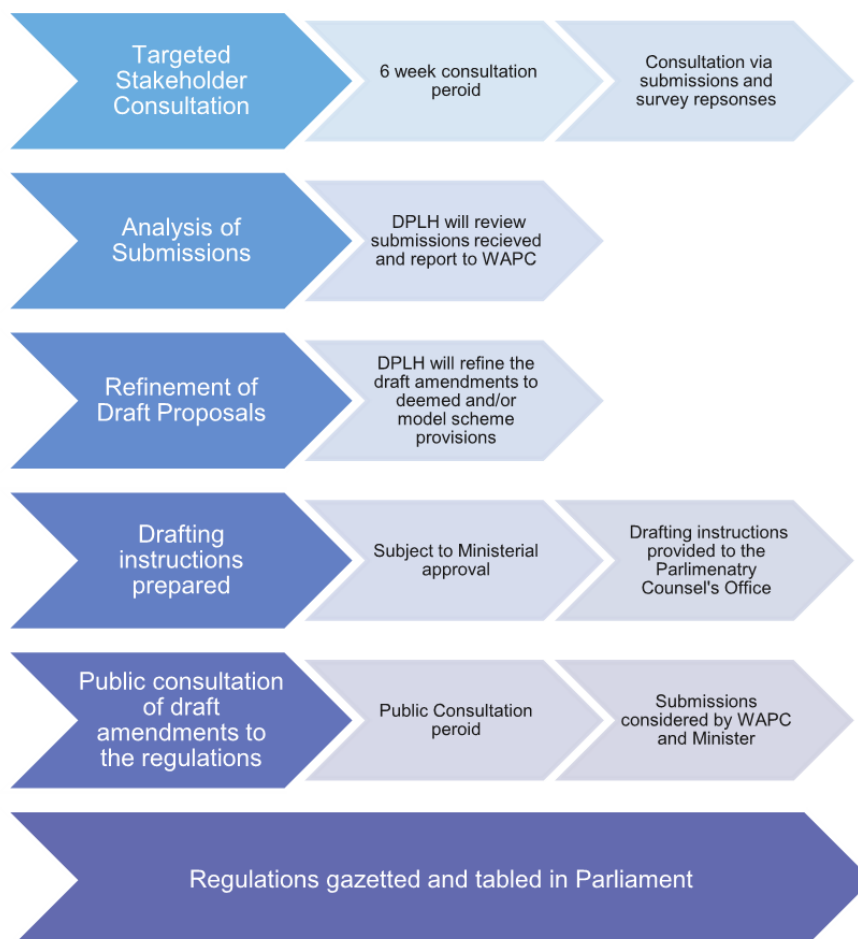 Targeted
Stakeholder
Consultation
6 week consultation
peroid
Consultation via
submissions and
survey repsonses
Analysis of
Submissions
DPLH will review
submissions recieved
and report to WAPC
Refinement of
Draft Proposals
DPLH will refine the
draft amendments to
deemed and/or
model scheme
provisions
Drafting
instructions
prepared
Subject to Ministerial
approval
Drafting instructions
provided to the
Parlimenatry
Counsel's Office
Public consultation
of draft
amendments to
the regulations
Public Consultation
peroid
Submissions
considered by WAPC
and Minister
Regulations gazetted and tabled in Parliament